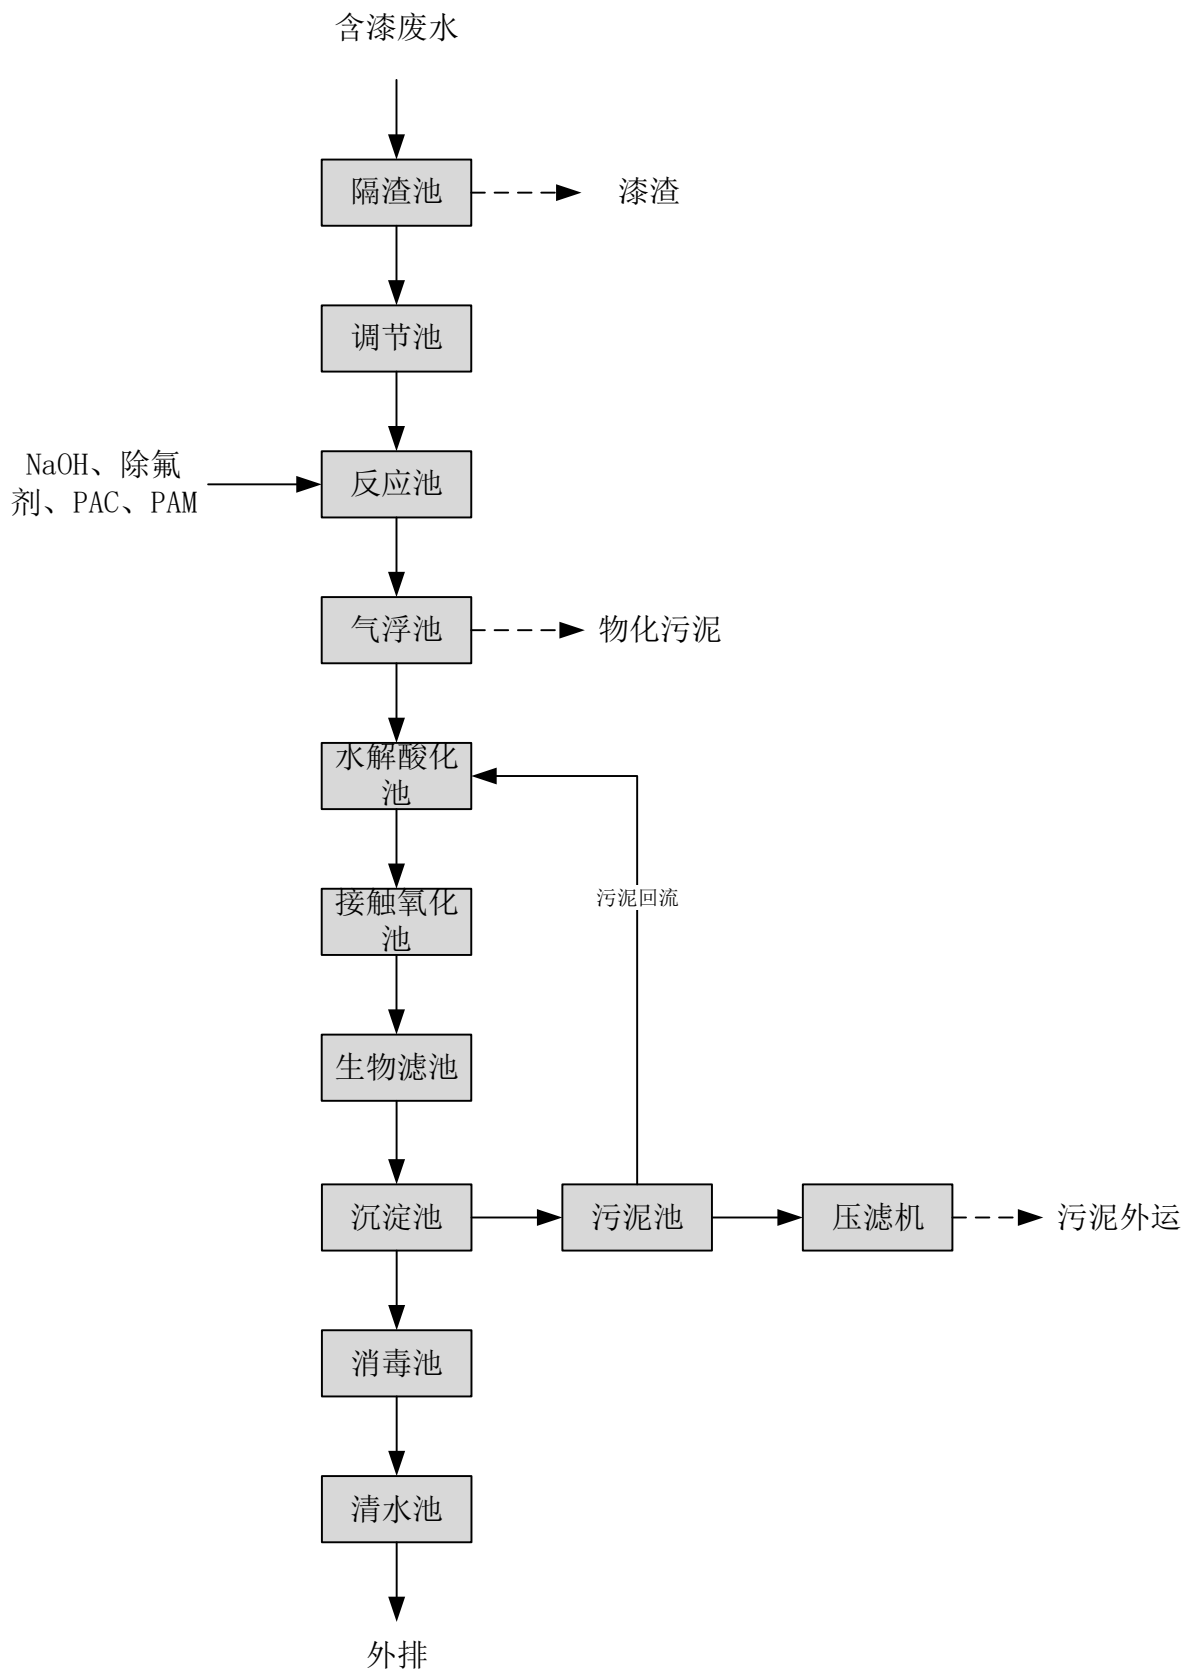 含漆废水
隔渣池
漆渣
调节池
NaOH、除氟
剂、PAC、PAM
反应池
气浮池
物化污泥
水解酸化
池
接触氧化
池
污泥回流
生物滤池
沉淀池
污泥池
压滤机
污泥外运
消毒池
清水池
外排